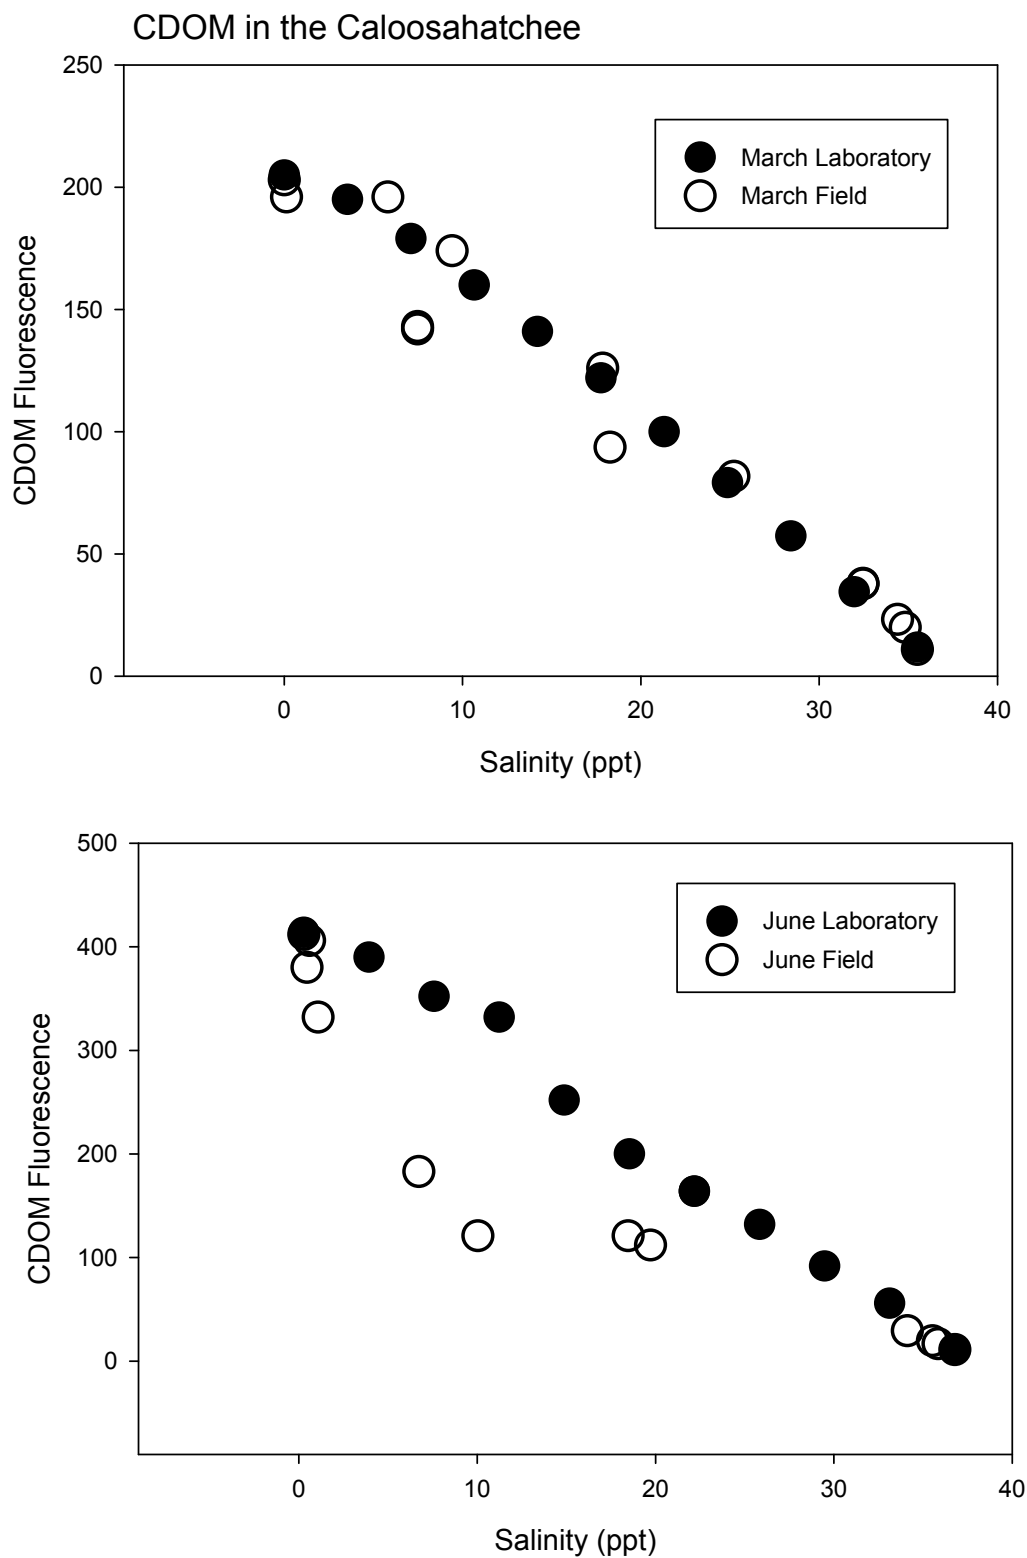 CDOM in the Caloosahatchee
250
200
150
100
50
0
CDOM Fluorescence
March Laboratory
March Field
0 10 20 30 40
Salinity (ppt)
500
400
300
200
100
0
CDOM Fluorescence
June Laboratory
June Field
0 10 20 30 40
Salinity (ppt)